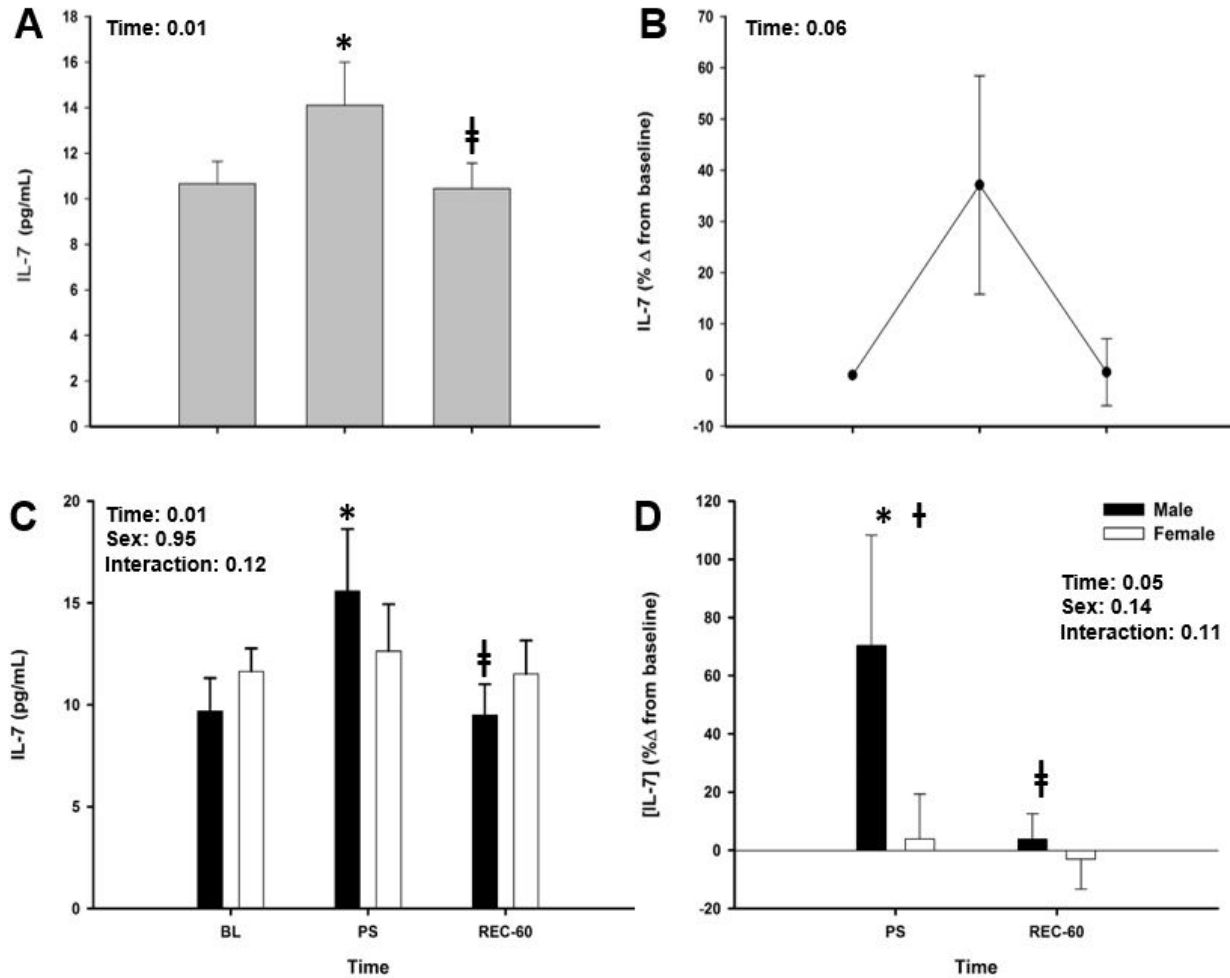 A
Time: 0.01
*
ǂ
IL-7 (pg/mL)
18
16
14
12
10
8
6
4
2
0
B
Time: 0.06
IL-7 (% Δ from baseline)
70
60
50
40
30
20
10
0
-10
C
Time: 0.01
Sex: 0.95
Interaction: 0.12
*
ǂ
IL-7 (pg/mL)
20
15
10
5
0
BL PS REC-60
Time
D
* ƚ
Male
Female
Time: 0.05
Sex: 0.14
Interaction: 0.11
ǂ
[IL-7] (%Δ from baseline)
120
100
80
60
40
20
0
-20
PS REC-60
Time